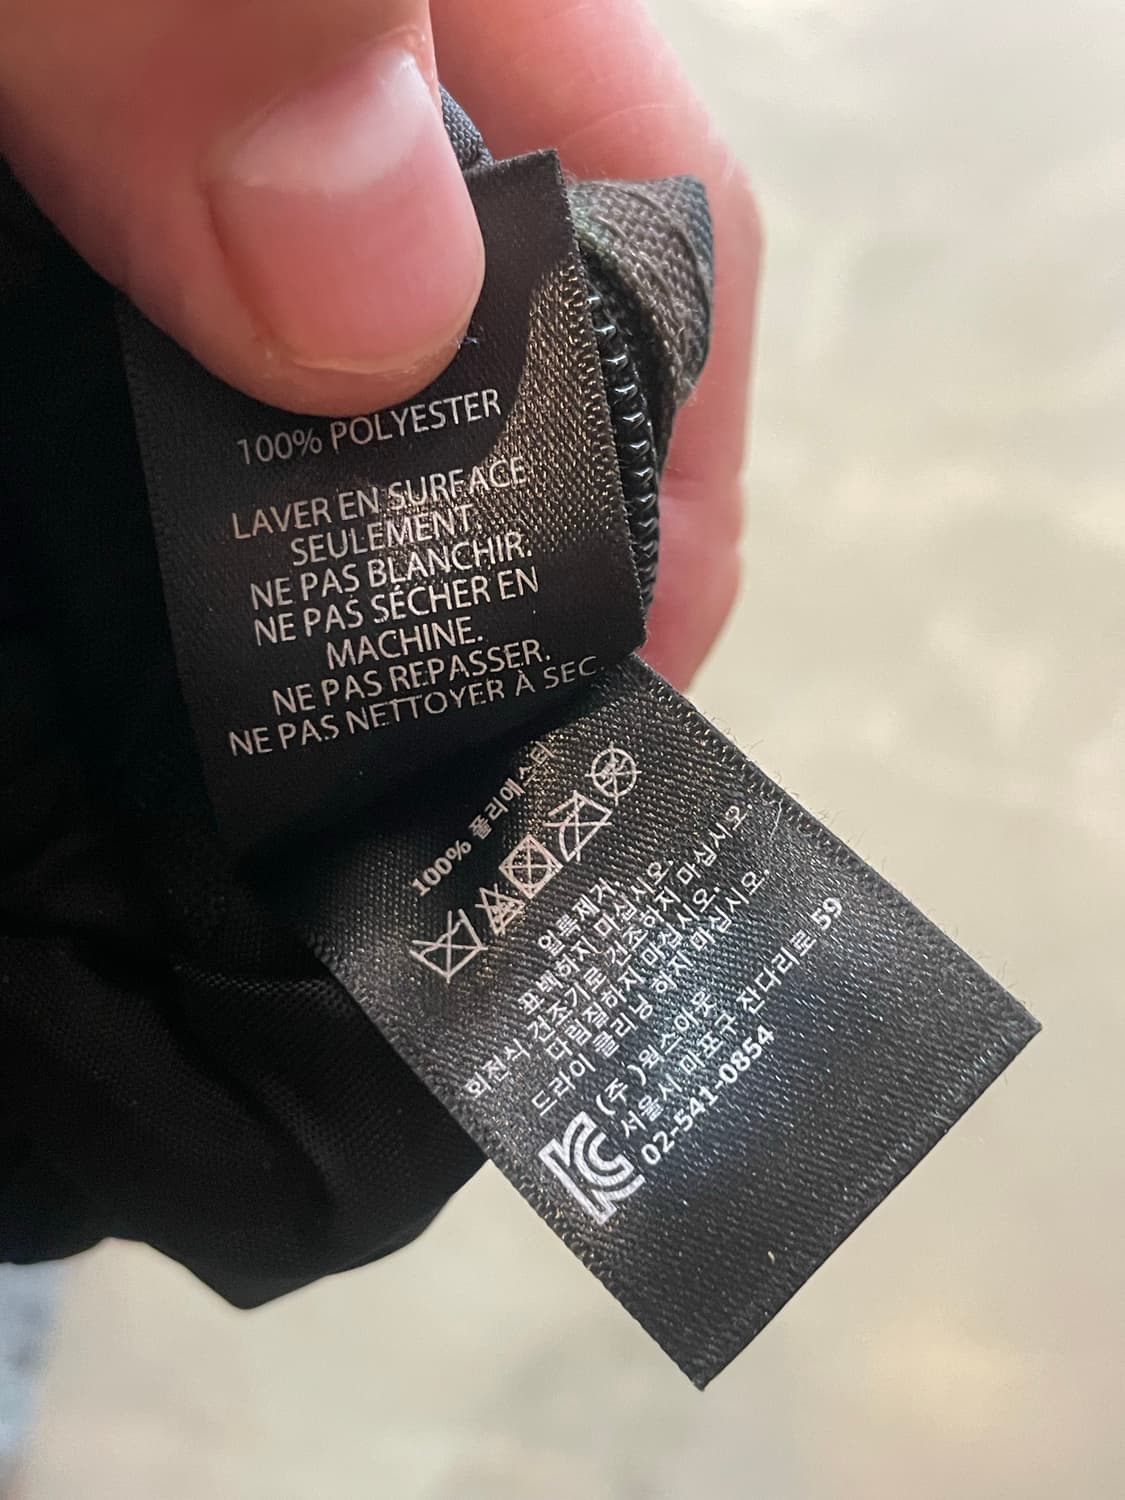 100% POLYESTER
LAVER EN SURFACE
SEULEMENT.
NE PAS BLANCHIR.
NE PAS SÉCHER EN
MACHINE.
NE PAS REPASSER.
NE PAS NETTOYER À SEC.
100% 폴리에스터
얼룩제거.
표백하지 마십시오.
회전식 건조기로 건조하지 마십시오.
다림질하지 마십시오.
드라이 클리닝 하지 마십시오.
(주)원스아웃
서울시 마포구 잔다리로 59
02-541-0854